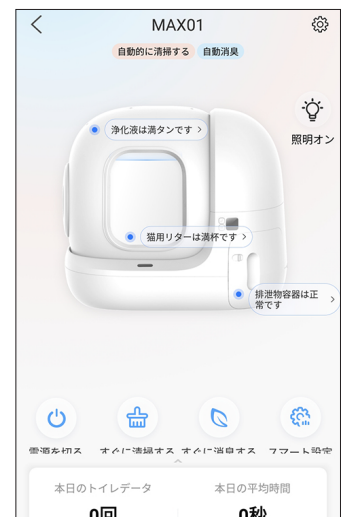 MAX01
自動的に清掃する 自動消臭
照明オン
浄化液は満タンです
猫用リターは満杯です
排泄物容器は正
常です
電源を切る すぐに清掃する すぐに消臭する スマート設定
本日のトイレデータ 本日の平均時間
0回 0秒